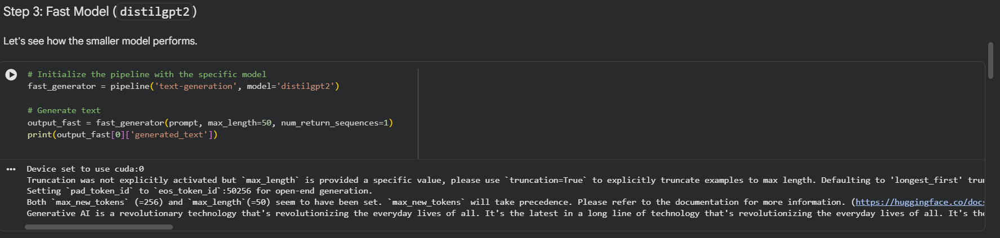 Step 3: Fast Model (distilgpt2)
Let's see how the smaller model performs.
# Initialize the pipeline with the specific model
fast_generator = pipeline('text-generation', model='distilgpt2')
# Generate text
output_fast = fast_generator(prompt, max_length=50, num_return_sequences=1)
print(output_fast[0]['generated_text'])
Device set to use cuda:0
Truncation was not explicitly activated but `max_length` is provided a specific value, please use `truncation=True` to explicitly truncate examples to max length. Defaulting to 'longest_first'
Setting `pad_token_id` to `eos_token_id`:50256 for open-end generation.
Both `max_new_tokens` (=256) and `max_length`(=50) seem to have been set. `max_new_tokens` will take precedence. Please refer to the documentation for more information. (https://huggingface.co/docs
Generative AI is a revolutionary technology that's revolutionizing the everyday lives of all. It's the latest in a long line of technology that's revolutionizing the everyday lives of all. It's the